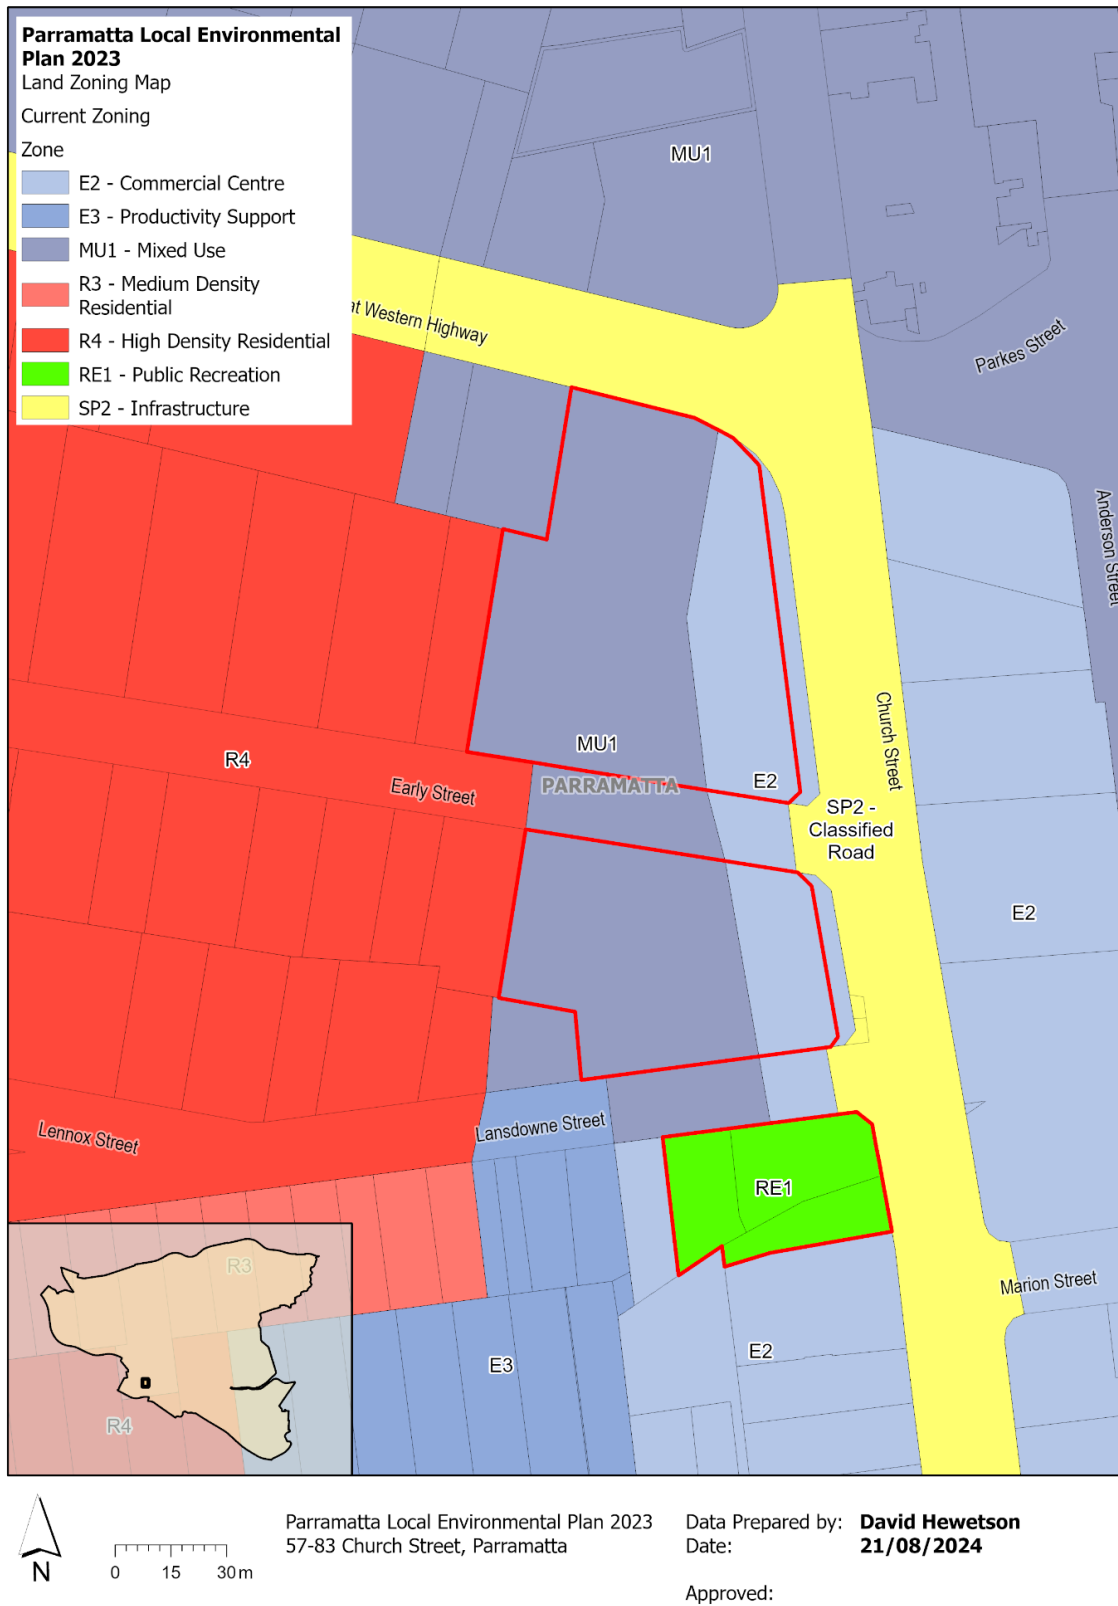 Parramatta Local Environmental
Plan 2023
Land Zoning Map
Current Zoning
Zone
E2 - Commercial Centre
E3 - Productivity Support
MU1 - Mixed Use
R3 - Medium Density
Residential
R4 - High Density Residential
RE1 - Public Recreation
SP2 - Infrastructure
MU1
at Western Highway
Parkes Street
Anderson Street
Church Street
R4
MU1
PARRAMATTA
E2
Early Street
SP2 -
Classified
Road
E2
Lennox Street
Lansdowne Street
RE1
Marion Street
R3
E3
E2
R4
N
0 15 30 m
Parramatta Local Environmental Plan 2023
57-83 Church Street, Parramatta
Data Prepared by: David Hewetson
Date: 21/08/2024
Approved: